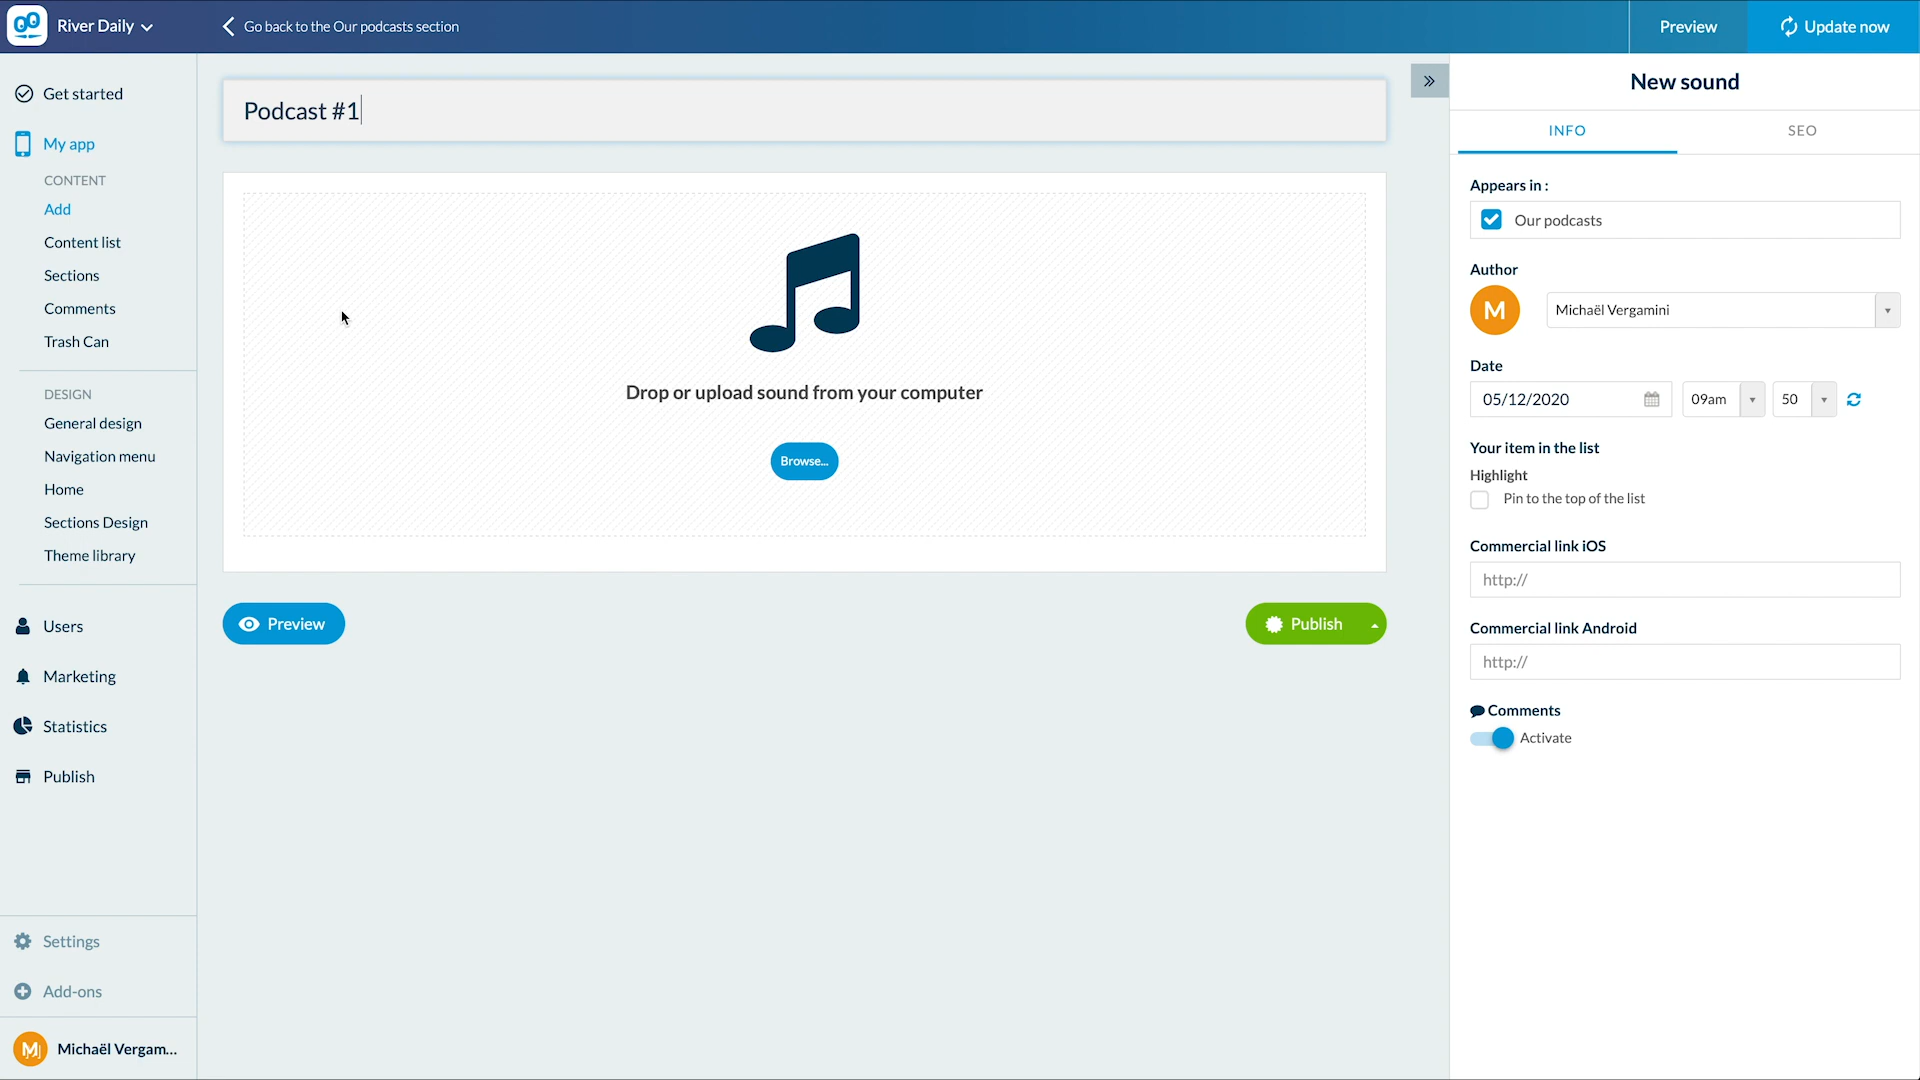 River Daily
Go back to the Our podcasts section
Preview
Update now
Get started
My app
CONTENT
Add
Content list
Sections
Comments
Trash Can
DESIGN
General design
Navigation menu
Home
Sections Design
Theme library
Users
Marketing
Statistics
Publish
Settings
Add-ons
M
Michaël Vergam...
Podcast #1
Drop or upload sound from your computer
Browse...
Preview
Publish
New sound
INFO
SEO
Appears in :
Our podcasts
Author
M
Michaël Vergamini
Date
05/12/2020
09am
50
Your item in the list
Highlight
Pin to the top of the list
Commercial link iOS
http://
Commercial link Android
http://
Comments
Activate